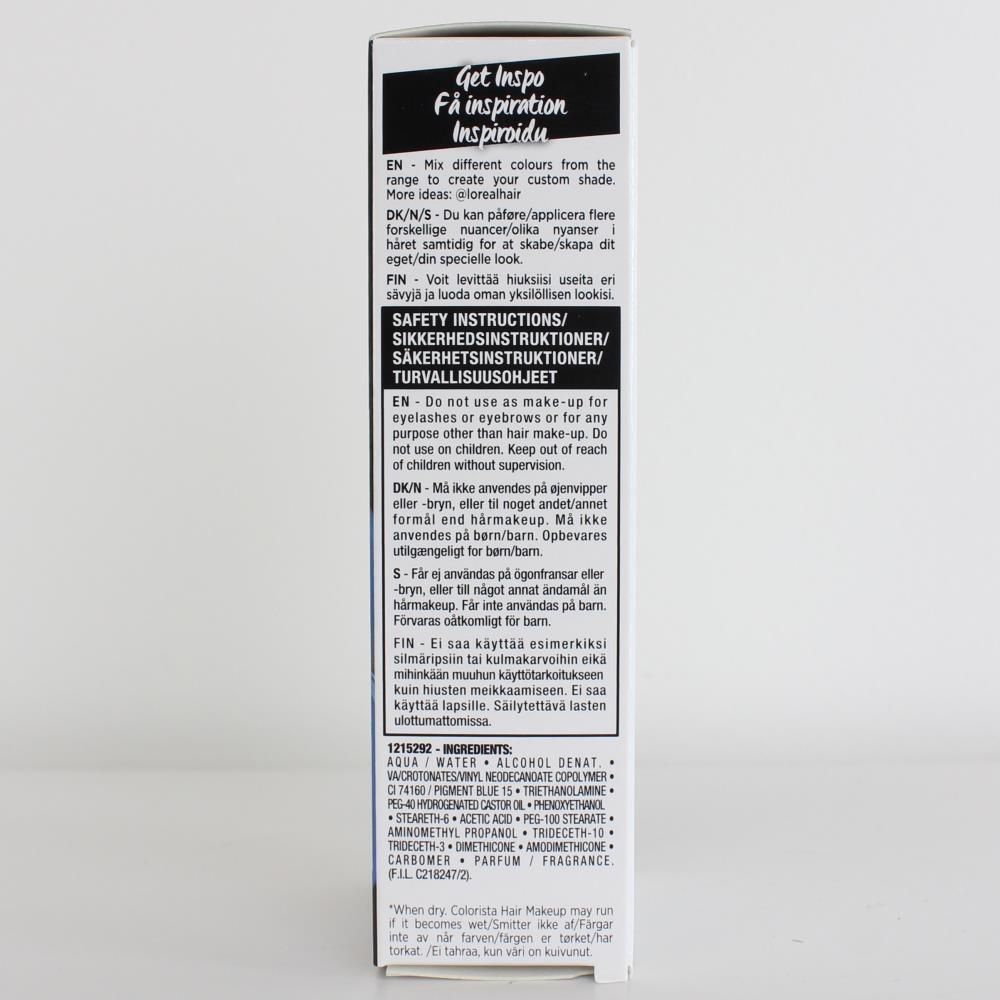 Get Inspo
Få inspiration
Inspiroidu
EN - Mix different colours from the
range to create your custom shade.
More ideas: @lorealhair
DK/N/S - Du kan påføre/applicera flere
forskellige nuancer/olika nyanser i
håret samtidig for at skabe/skapa dit
eget/din specielle look.
FIN - Voit levittää hiuksiisi useita eri
sävyjä ja luoda oman yksilöllisen lookisi.
SAFETY INSTRUCTIONS/
SIKKERHEDSINSTRUKTIONER/
SÄKERHETSINSTRUKTIONER/
TURVALLISUUSOHJEET
EN - Do not use as make-up for
eyelashes or eyebrows or for any
purpose other than hair make-up. Do
not use on children. Keep out of reach
of children without supervision.
DK/N - Må ikke anvendes på øjenvipper
eller -bryn, eller til noget andet/annet
formål end hårmakeup. Må ikke
anvendes på børn/barn. Opbevares
utilgængeligt for børn/barn.
S - Får ej användas på ögonfransar eller
-bryn, eller till något annat ändamål än
hårmakeup. Får inte användas på barn.
Förvaras oåtkomligt för barn.
FIN - Ei saa käyttää esimerkiksi
silmäripsiin tai kulmakarvoihin eikä
mihinkään muuhun käyttötarkoitukseen
kuin hiusten meikkaamiseen. Ei saa
käyttää lapsille. Säilytettävä lasten
ulottumattomissa.
1215292 - INGREDIENTS:
AQUA / WATER • ALCOHOL DENAT. •
VA/CROTONATES/VINYL NEODECANOATE COPOLYMER •
CI 74160 / PIGMENT BLUE 15 • TRIETHANOLAMINE •
PEG-40 HYDROGENATED CASTOR OIL • PHENOXYETHANOL
• STEARETH-6 • ACETIC ACID • PEG-100 STEARATE •
AMINOMETHYL PROPANOL • TRIDECETH-10 •
TRIDECETH-3 • DIMETHICONE • AMODIMETHICONE •
CARBOMER • PARFUM / FRAGRANCE.
(F.I.L. C218247/2).
*When dry. Colorista Hair Makeup may run
if it becomes wet/Smitter ikke af/Färgar
inte av når farven/färgen er tørket/har
torkat. /Ei tahraa, kun väri on kuivunut.